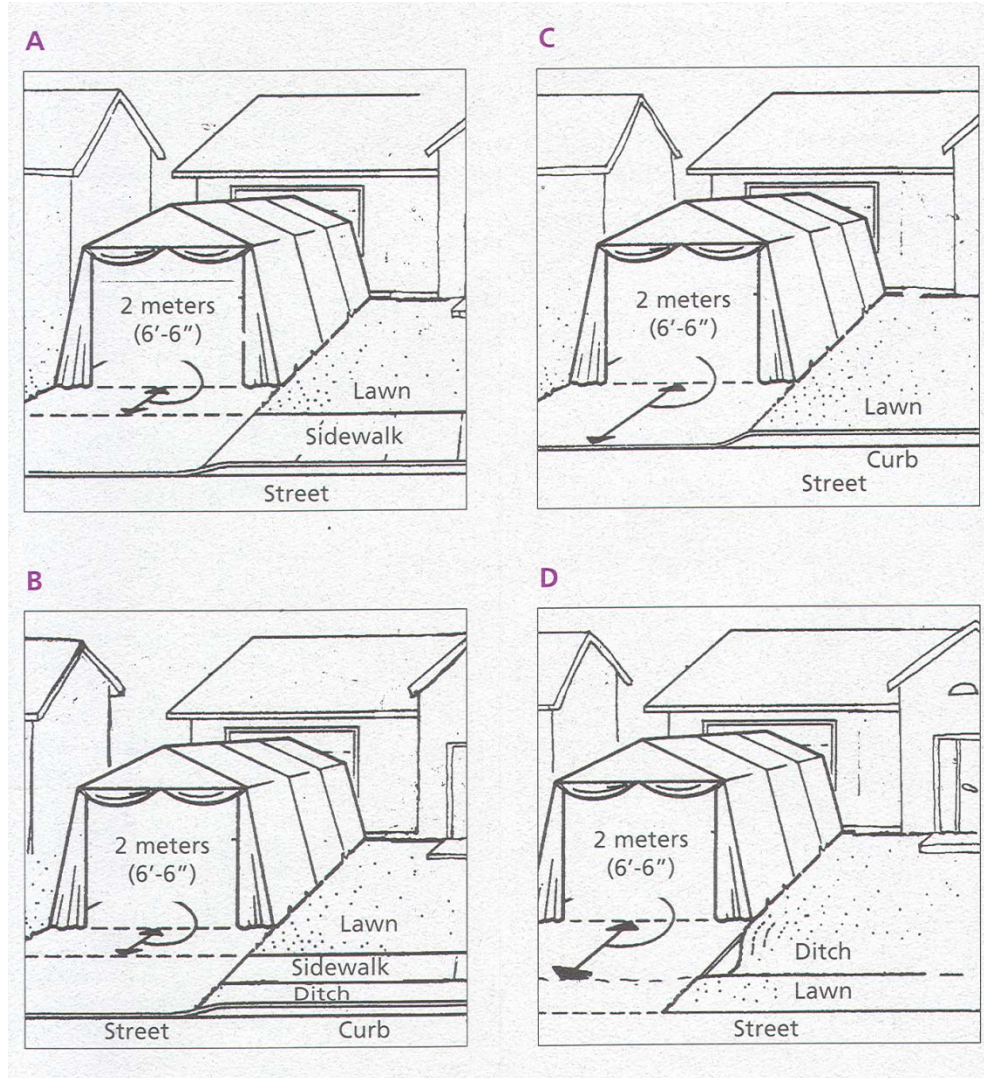 A
2 meters
(6'-6")
Lawn
Sidewalk
Street
B
2 meters
(6'-6")
Lawn
Sidewalk
Ditch
Street Curb
C
2 meters
(6'-6")
Lawn
Curb
Street
D
2 meters
(6'-6")
Ditch
Lawn
Street